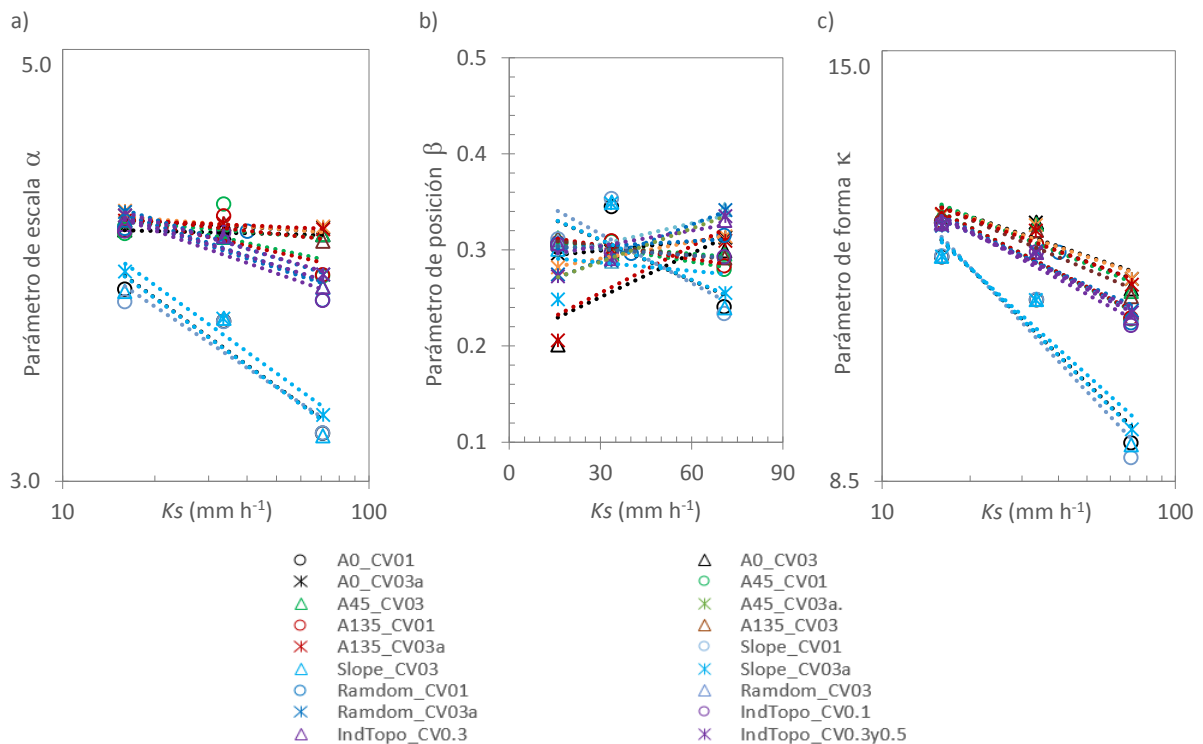 a)
b)
c)
5.0
3.0
10
100
Parámetro de escala α
Ks (mm h⁻¹)
0.5
0.4
0.3
0.2
0.1
0
30
60
90
Parámetro de posición β
Ks (mm h⁻¹)
15.0
8.5
10
100
Parámetro de forma κ
Ks (mm h⁻¹)
A0_CV01
A0_CV03
A0_CV03a
A45_CV01
A45_CV03
A45_CV03a.
A135_CV01
A135_CV03
A135_CV03a
Slope_CV01
Slope_CV03
Slope_CV03a
Ramdom_CV01
Ramdom_CV03
Ramdom_CV03a
IndTopo_CV0.1
IndTopo_CV0.3
IndTopo_CV0.3y0.5